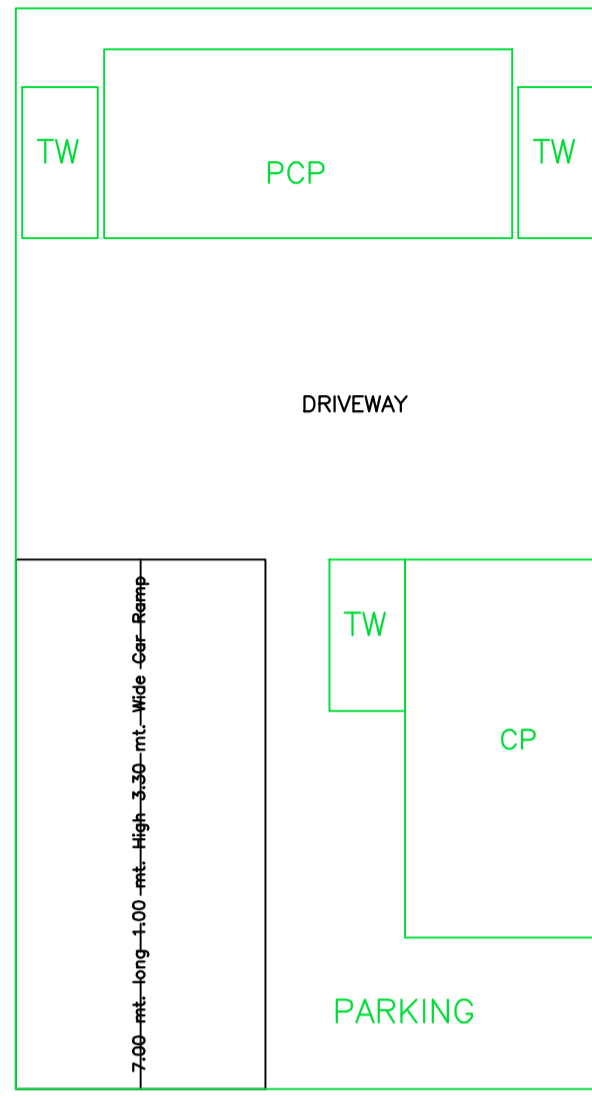 TW
PCP
TW
DRIVEWAY
7.00 mt. long 1.00 mt. High 3.30 mt. Wide Car Ramp
TW
CP
PARKING